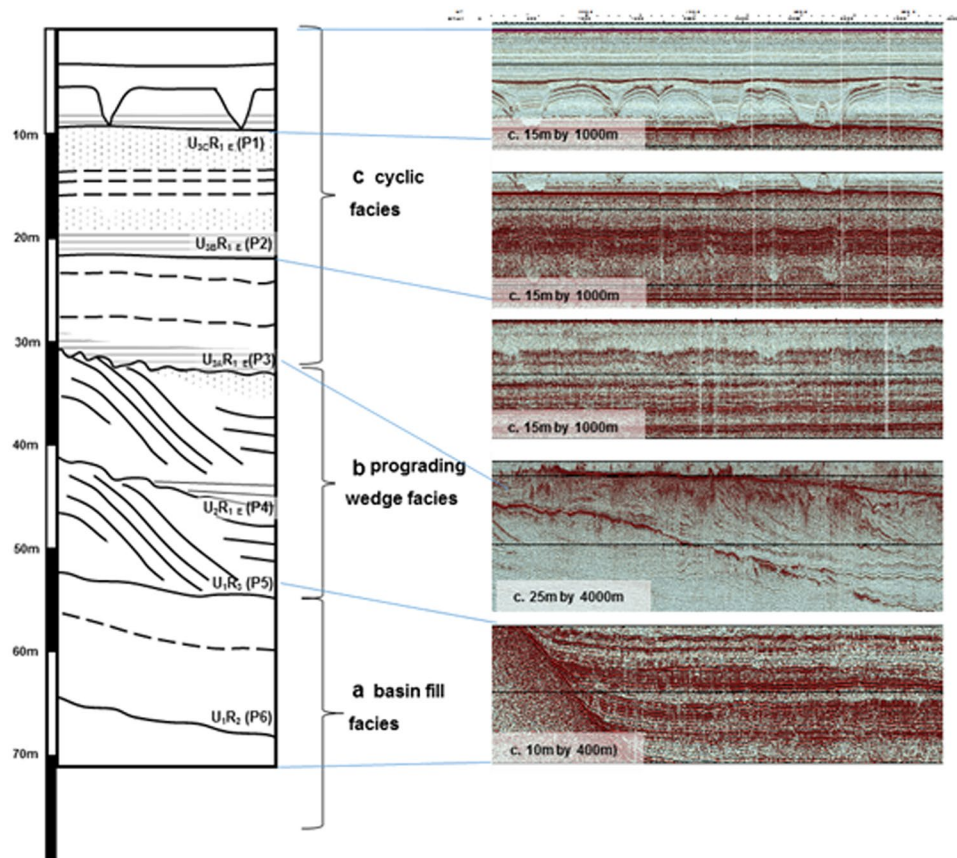 10m
20m
30m
40m
50m
60m
70m
U3CR1 E (P1)
U3BR1 E (P2)
U3AR1 E(P3)
U2R1 E (P4)
U1R3 (P5)
U1R2 (P6)
c cyclic
facies
b prograding
wedge facies
a basin fill
facies
c. 15m by 1000m
c. 15m by 1000m
c. 15m by 1000m
c. 25m by 4000m
c. 10m by 400m)